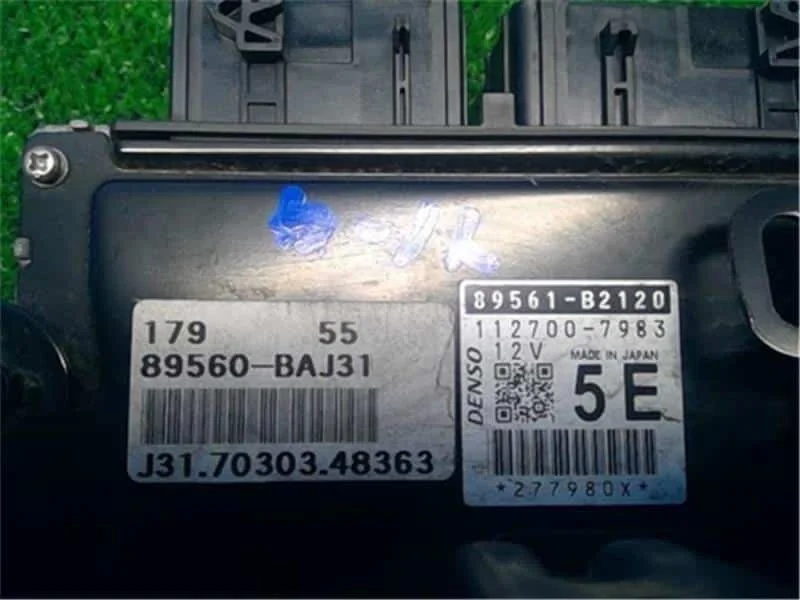 179 55
89560-BAJ31
J31.70303.48363
89561-B2120
112700-7983
DENSO
12V MADE IN JAPAN
5E
*277980X*